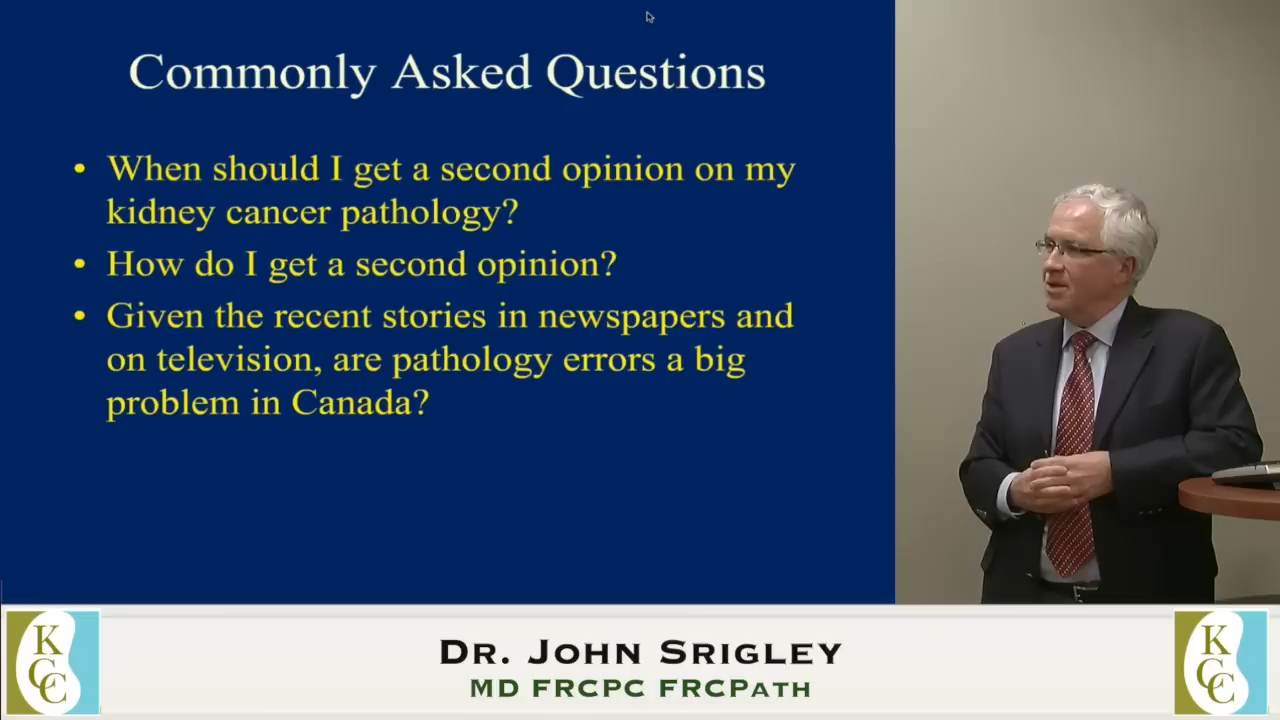 Commonly Asked Questions
• When should I get a second opinion on my
kidney cancer pathology?
• How do I get a second opinion?
• Given the recent stories in newspapers and
on television, are pathology errors a big
problem in Canada?
K
C
C
DR. JOHN SRIGLEY
MD FRCPC FRCPATH
K
C
C